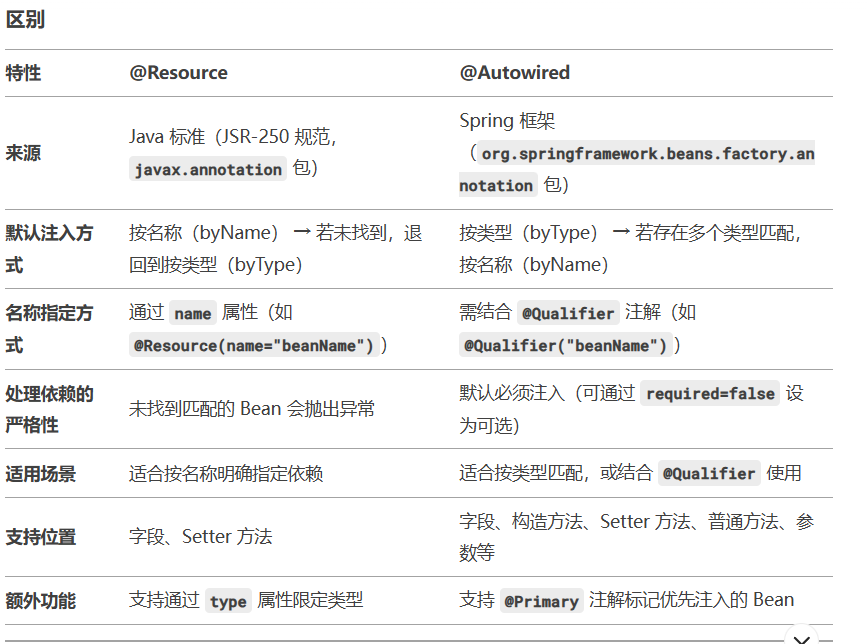 区别
特性 @Resource @Autowired
来源 Java 标准（JSR-250 规范，javax.annotation 包） Spring 框架（org.springframework.beans.factory.annotation 包）
默认注入方式 按名称（byName）→ 若未找到，退回到按类型（byType） 按类型（byType）→ 若存在多个类型匹配，按名称（byName）
名称指定方式 通过 name 属性（如 @Resource(name="beanName")） 需结合 @Qualifier 注解（如 @Qualifier("beanName")）
处理依赖的严格性 未找到匹配的 Bean 会抛出异常 默认必须注入（可通过 required=false 设为可选）
适用场景 适合按名称明确指定依赖 适合按类型匹配，或结合 @Qualifier 使用
支持位置 字段、Setter 方法 字段、构造方法、Setter 方法、普通方法、参数等
额外功能 支持通过 type 属性限定类型 支持 @Primary 注解标记优先注入的 Bean